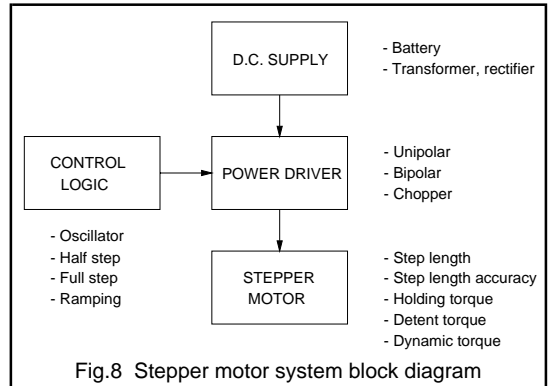 D.C. SUPPLY
- Battery
- Transformer, rectifier
CONTROL
LOGIC
POWER DRIVER
- Unipolar
- Bipolar
- Chopper
- Oscillator
- Half step
- Full step
- Ramping
STEPPER
MOTOR
- Step length
- Step length accuracy
- Holding torque
- Detent torque
- Dynamic torque
Fig.8 Stepper motor system block diagram